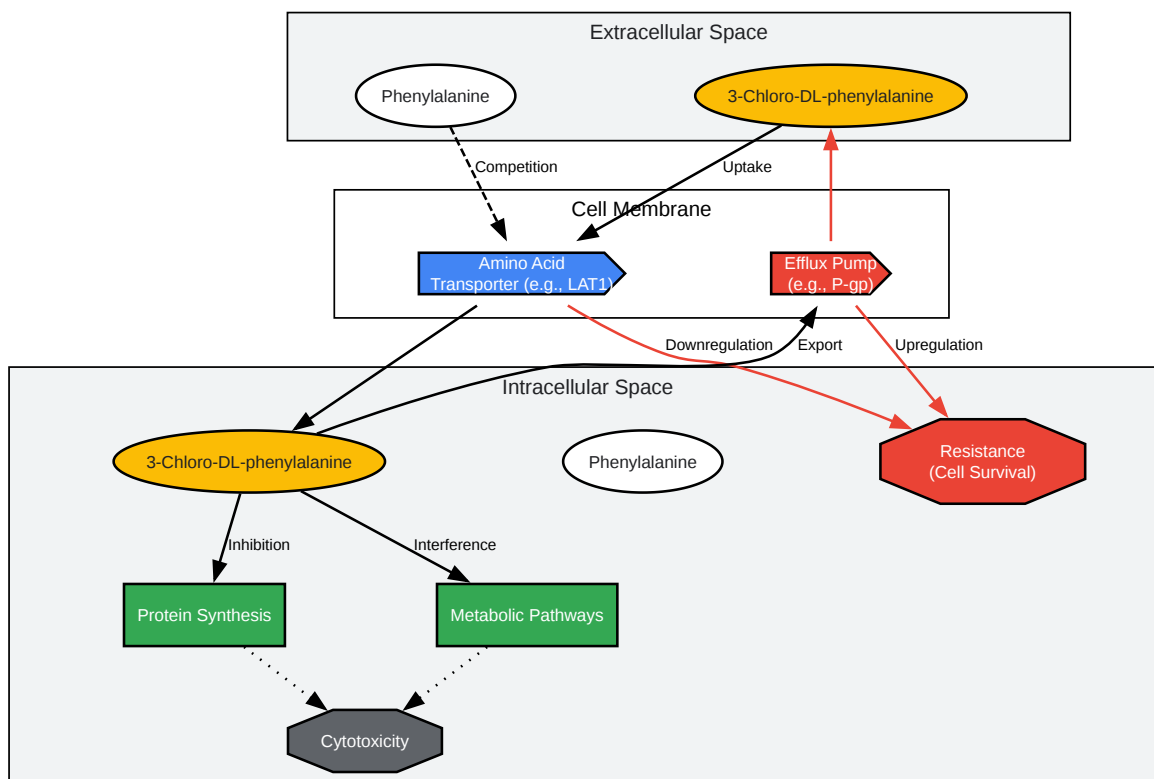 Extracellular Space
Phenylalanine
3-Chloro-DL-phenylalanine
Competition
Uptake
Cell Membrane
Amino Acid
Transporter (e.g., LAT1)
Efflux Pump
(e.g., P-gp)
Downregulation
Export
Upregulation
Intracellular Space
3-Chloro-DL-phenylalanine
Phenylalanine
Resistance
(Cell Survival)
Inhibition
Interference
Protein Synthesis
Metabolic Pathways
Cytotoxicity